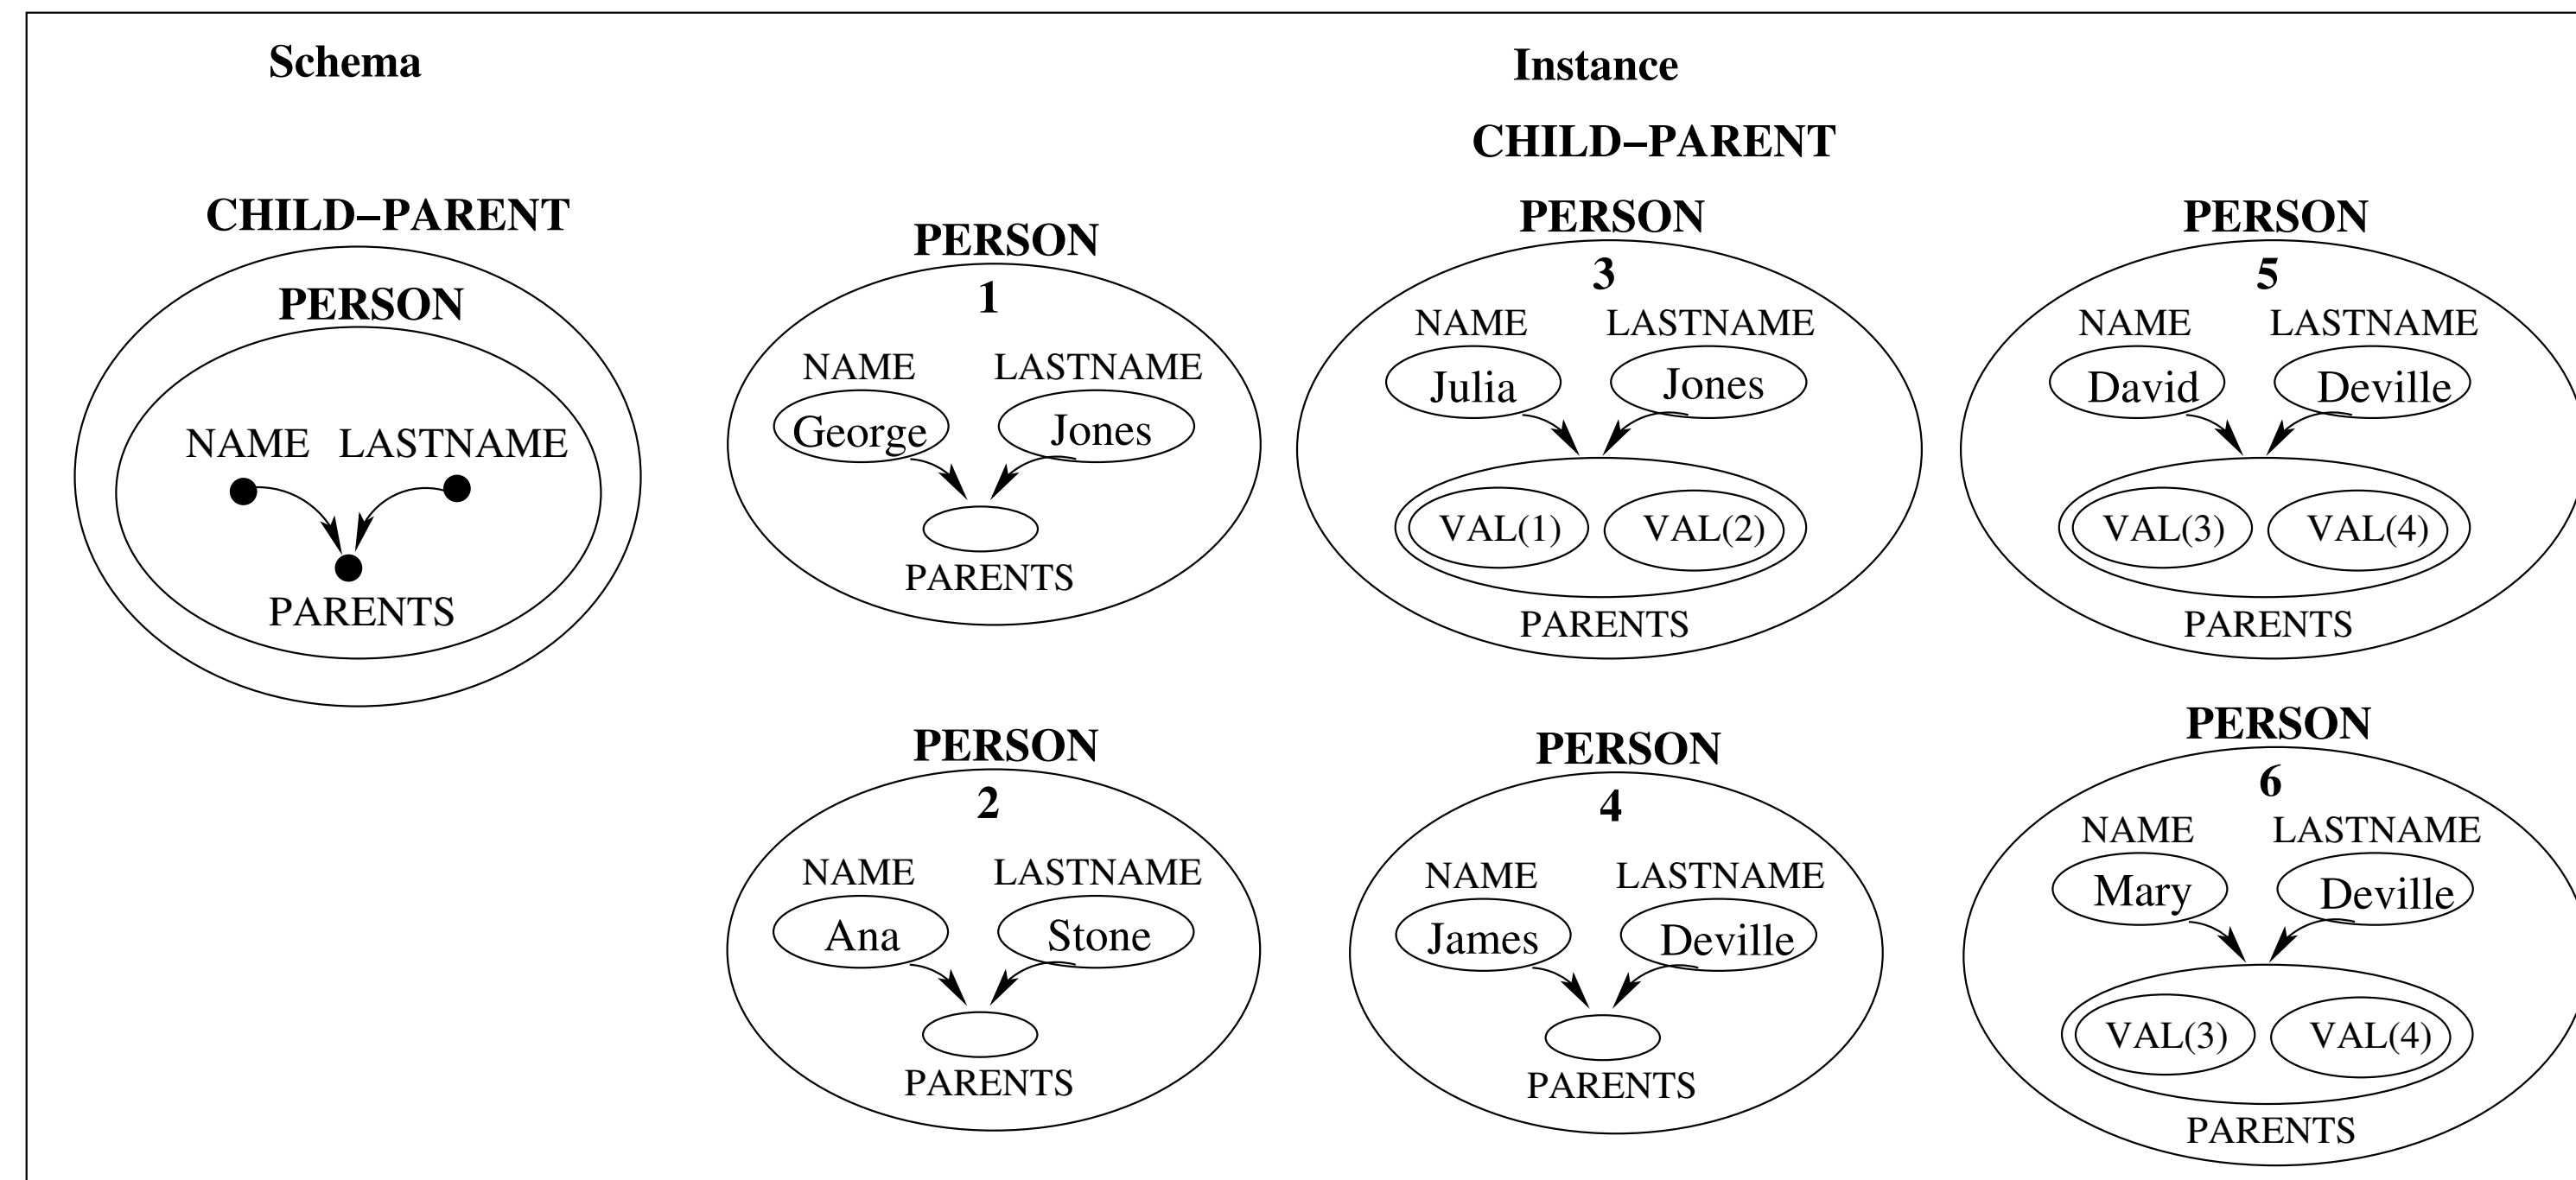 Schema
CHILD–PARENT
PERSON
NAME LASTNAME
PARENTS
Instance
CHILD–PARENT
PERSON
1
NAME LASTNAME
George Jones
PARENTS
PERSON
3
NAME LASTNAME
Julia Jones
VAL(1) VAL(2)
PARENTS
PERSON
5
NAME LASTNAME
David Deville
VAL(3) VAL(4)
PARENTS
PERSON
2
NAME LASTNAME
Ana Stone
PARENTS
PERSON
4
NAME LASTNAME
James Deville
PARENTS
PERSON
6
NAME LASTNAME
Mary Deville
VAL(3) VAL(4)
PARENTS